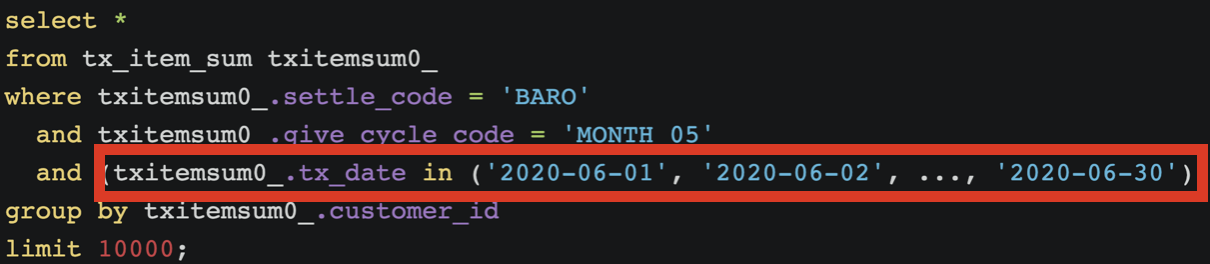 select *
from tx_item_sum txitemsum0_
where txitemsum0_.settle_code = 'BARO'
and txitemsum0_.give_cycle_code = 'MONTH_05'
and (txitemsum0_.tx_date in ('2020-06-01', '2020-06-02', ..., '2020-06-30')
group by txitemsum0_.customer_id
limit 10000;